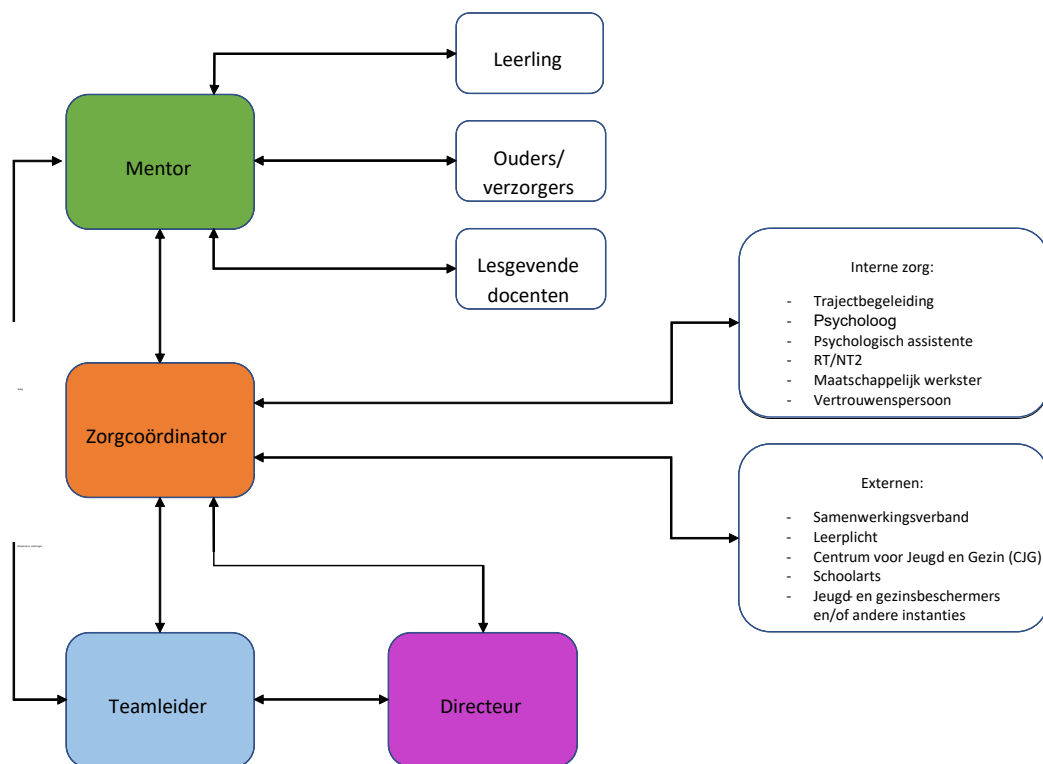 Leerling
Mentor
Ouders/
verzorgers
Lesgevende
docenten
Interne zorg:
- Trajectbegeleiding
- Psycholoog
- Psychologisch assistente
- RT/NT2
- Maatschappelijk werkster
- Vertrouwenspersoon
Zorgcoördinator
Externen:
- Samenwerkingsverband
- Leerplicht
- Centrum voor Jeugd en Gezin (CJG)
- Schoolarts
- Jeugd- en gezinsbeschermers
en/of andere instanties
Teamleider
Directeur